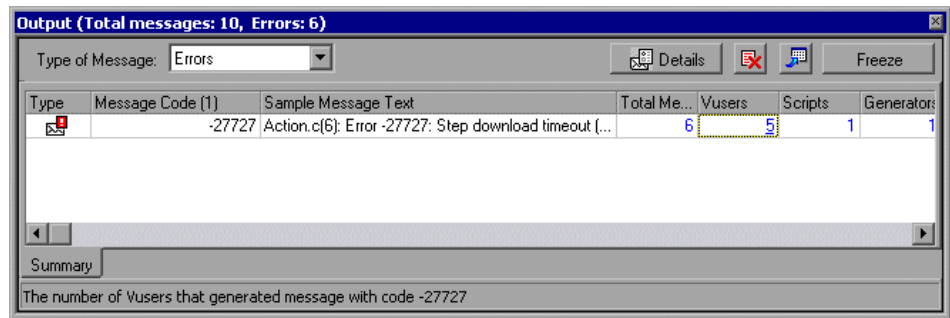 Output (Total messages: 10, Errors: 6)
Type of Message: Errors Details Freeze
Type Message Code (1) Sample Message Text Total Me... Vusers Scripts Generators
-27727 Action.c(6): Error -27727: Step download timeout (... 6 5 1 1
Summary
The number of Vusers that generated message with code -27727